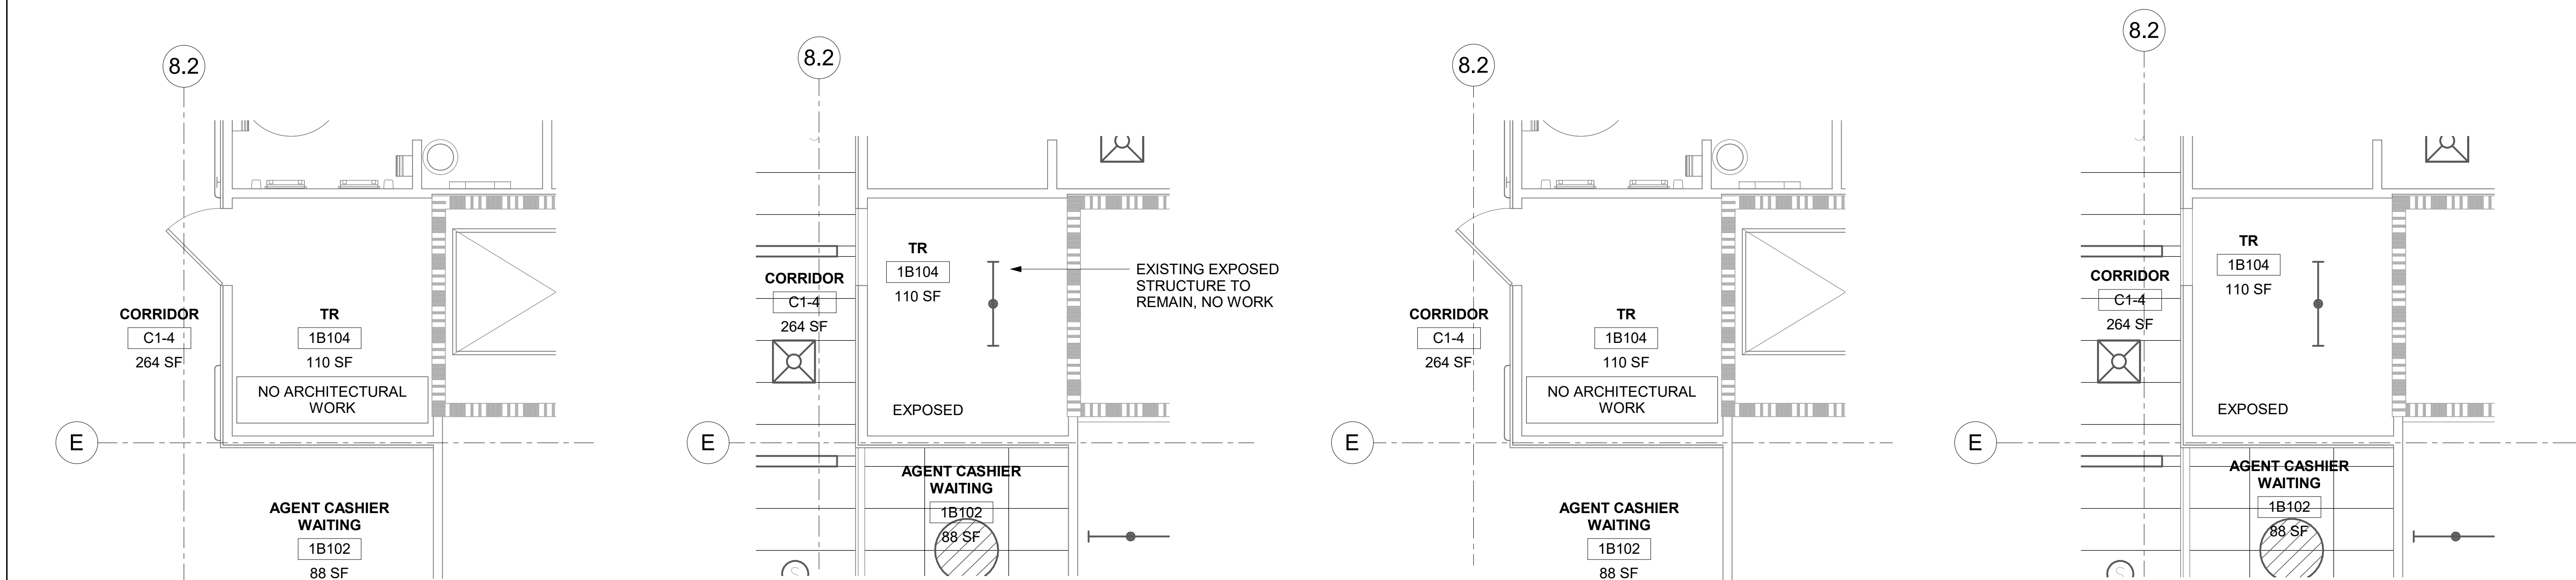 8.2
CORRIDOR
C1-4
264 SF
TR
1B104
110 SF
NO ARCHITECTURAL
WORK
E
AGENT CASHIER
WAITING
1B102
88 SF
8.2
TR
1B104
110 SF
EXISTING EXPOSED
STRUCTURE TO
REMAIN, NO WORK
CORRIDOR
C1-4
264 SF
EXPOSED
E
AGENT CASHIER
WAITING
1B102
88 SF
S
8.2
CORRIDOR
C1-4
264 SF
TR
1B104
110 SF
NO ARCHITECTURAL
WORK
E
AGENT CASHIER
WAITING
1B102
88 SF
8.2
TR
1B104
110 SF
CORRIDOR
C1-4
264 SF
EXPOSED
E
AGENT CASHIER
WAITING
1B102
88 SF
S